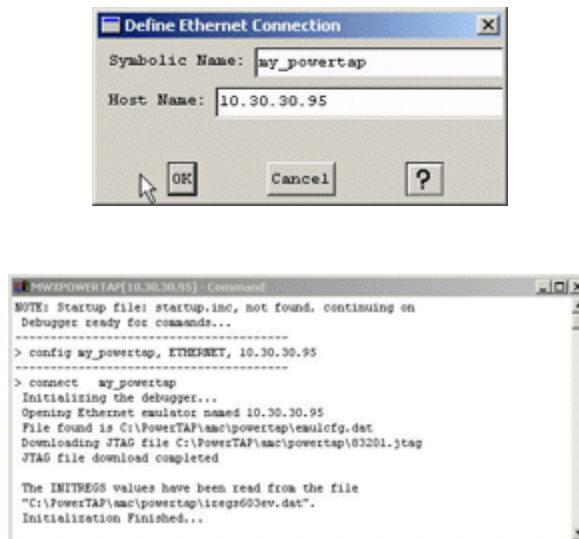 Define Ethernet Connection
Symbolic Name: my_powertap
Host Name: 10.30.30.95
OK Cancel ?
MWXPOWERTAP[10.30.30.95] - Command
NOTE: Startup file: startup.inc, not found. continuing on
Debugger ready for commands...
----------------------------------------
> config my_powertap, ETHERNET, 10.30.30.95
----------------------------------------
> connect my_powertap
Initializing the debugger...
Opening Ethernet emulator named 10.30.30.95
File found is C:\PowerTAP\amc\powertap\emulcfg.dat
Downloading JTAG file C:\PowerTAP\amc\powertap\83201.jtag
JTAG file download completed
The INITREGS values have been read from the file
"C:\PowerTAP\amc\powertap\iregs603ev.dat".
Initialization Finished...